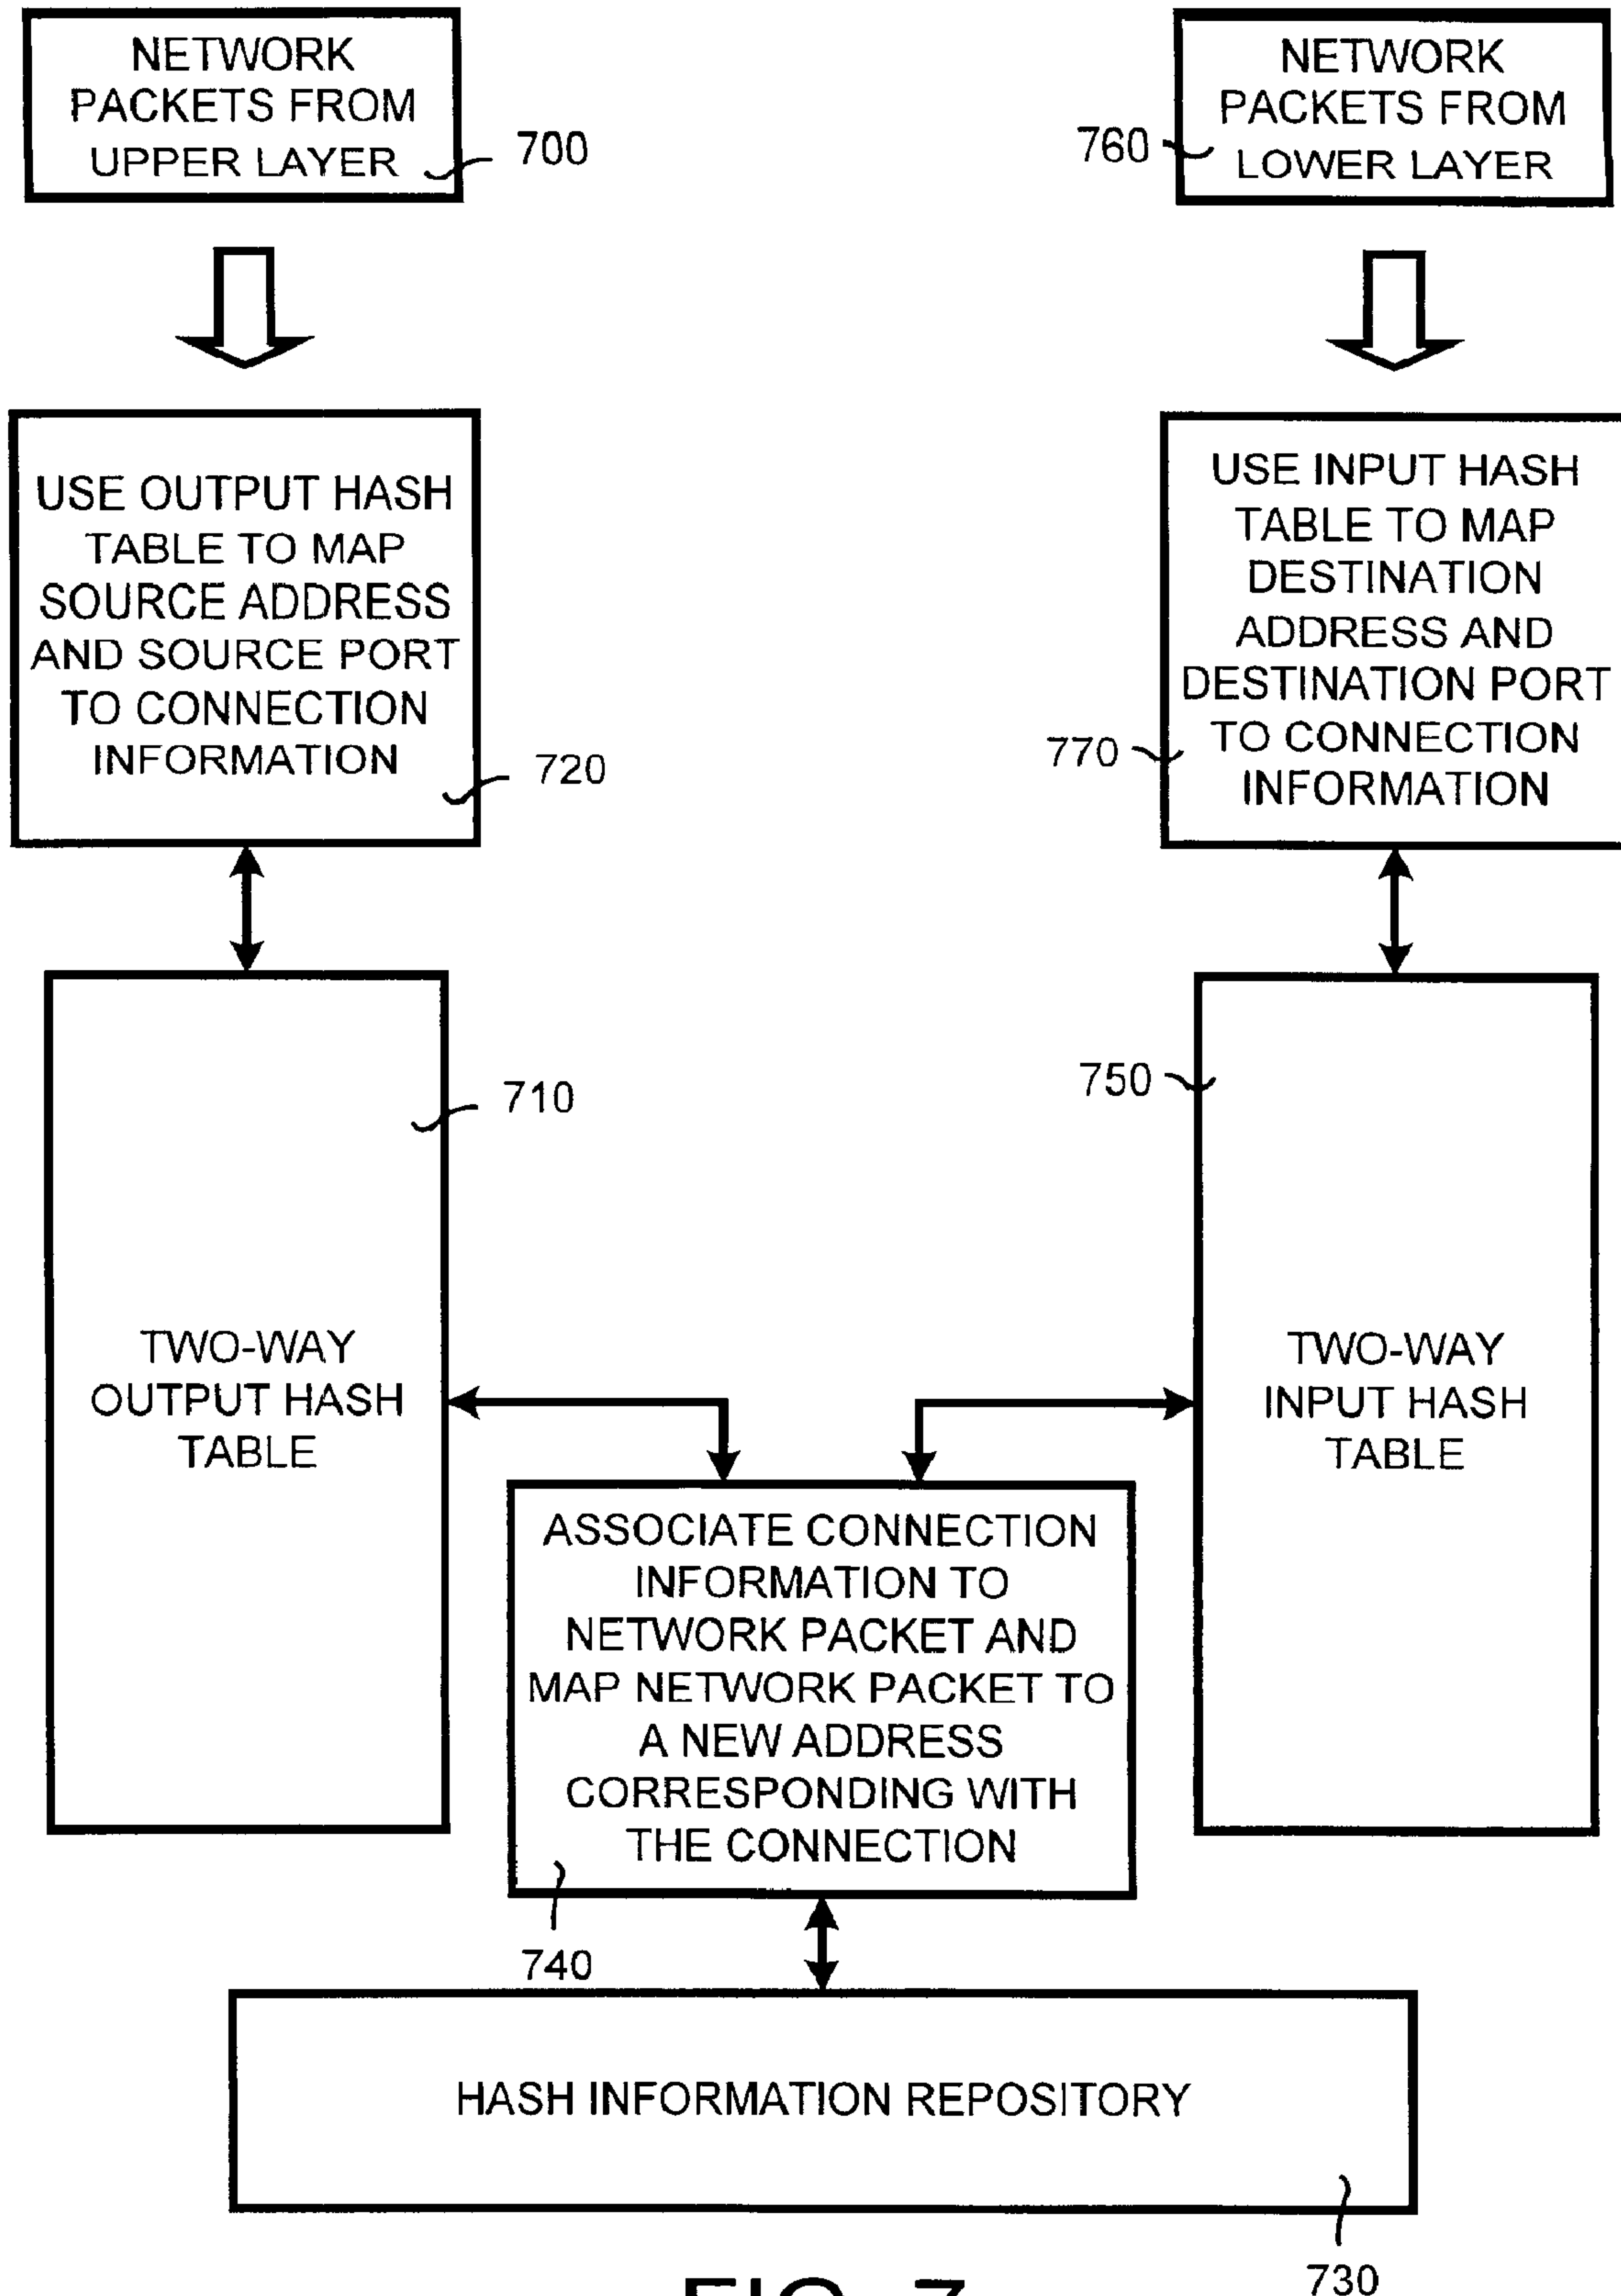 NETWORK
PACKETS FROM
UPPER LAYER
700
NETWORK
PACKETS FROM
LOWER LAYER
760
USE OUTPUT HASH
TABLE TO MAP
SOURCE ADDRESS
AND SOURCE PORT
TO CONNECTION
INFORMATION
720
USE INPUT HASH
TABLE TO MAP
DESTINATION
ADDRESS AND
DESTINATION PORT
TO CONNECTION
INFORMATION
770
710
TWO-WAY
OUTPUT HASH
TABLE
750
TWO-WAY
INPUT HASH
TABLE
ASSOCIATE CONNECTION
INFORMATION TO
NETWORK PACKET AND
MAP NETWORK PACKET TO
A NEW ADDRESS
CORRESPONDING WITH
THE CONNECTION
740
HASH INFORMATION REPOSITORY
730
FIG. 7